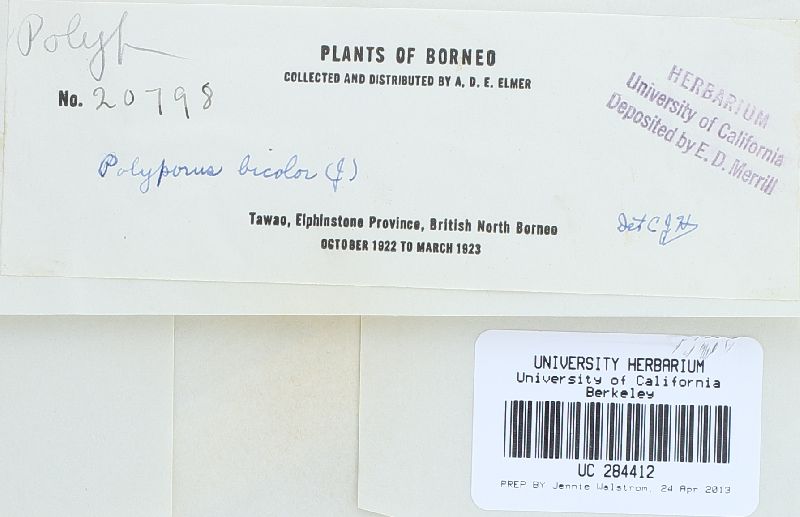 Polyp
PLANTS OF BORNEO
COLLECTED AND DISTRIBUTED BY A. D. E. ELMER
No. 20798
HERBARIUM
University of California
Deposited by E. D. Merrill
Polyporus bicolor (J)
Tawao, Elphinstone Province, British North Borneo
OCTOBER 1922 TO MARCH 1923
Det C J H
UNIVERSITY HERBARIUM
University of California
Berkeley
UC 284412
PREP BY Jennie Walstrom, 24 Apr 2013